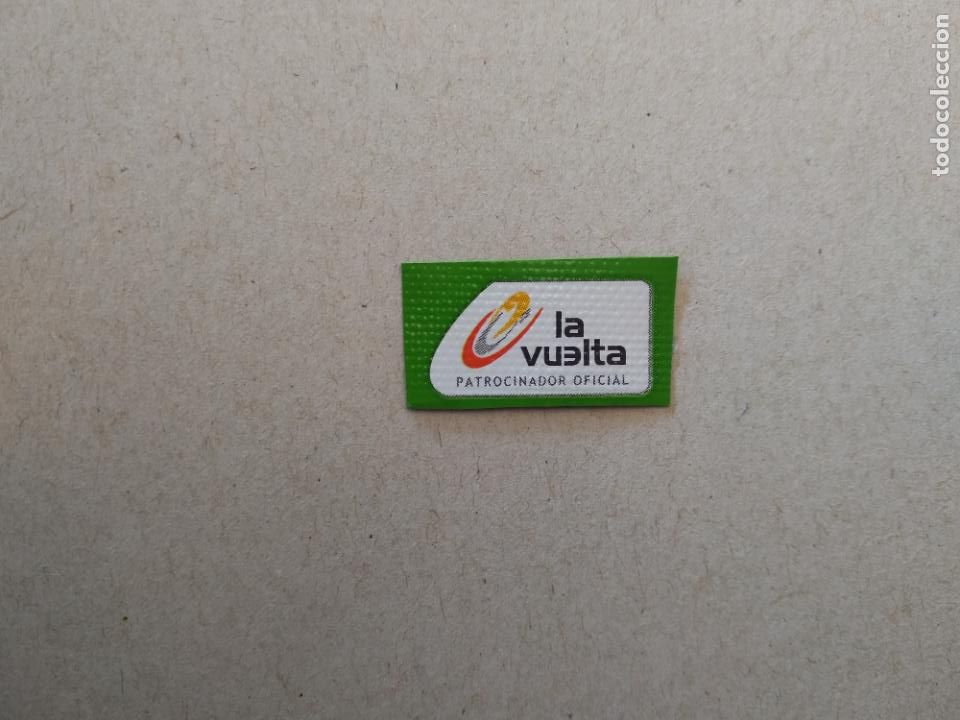 la
vuelta
PATROCINADOR OFICIAL
todocoleccion